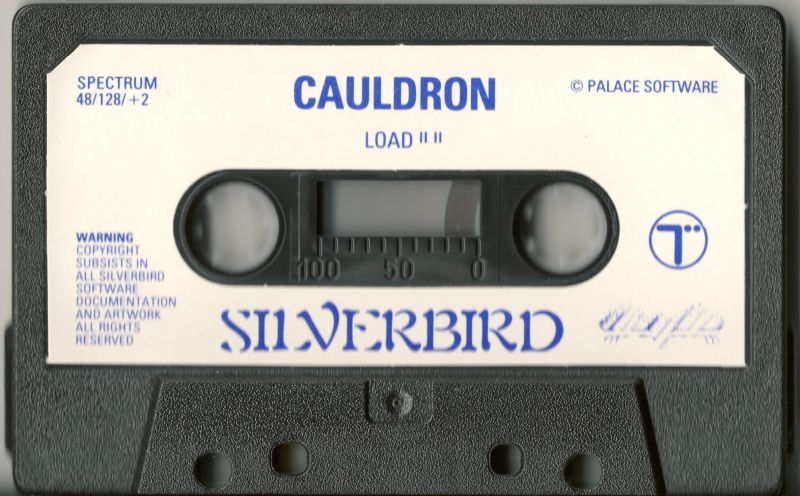 SPECTRUM
48/128/+2
CAULDRON
© PALACE SOFTWARE
LOAD " "
100 50 0
WARNING
COPYRIGHT
SUBSISTS IN
ALL SILVERBIRD
SOFTWARE
DOCUMENTATION
AND ARTWORK
ALL RIGHTS
RESERVED
T
SILVERBIRD